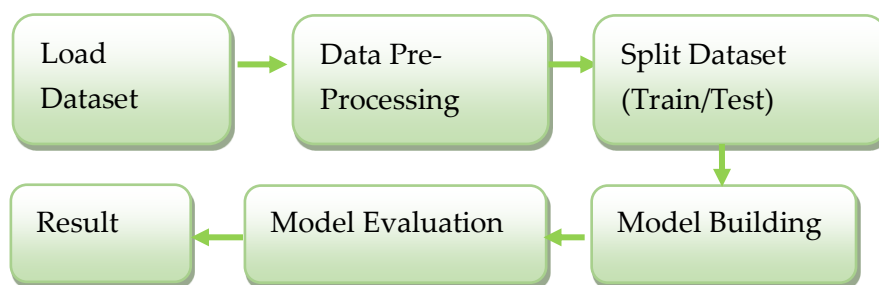 Load
Dataset
Data Pre-
Processing
Split Dataset
(Train/Test)
Model Building
Model Evaluation
Result